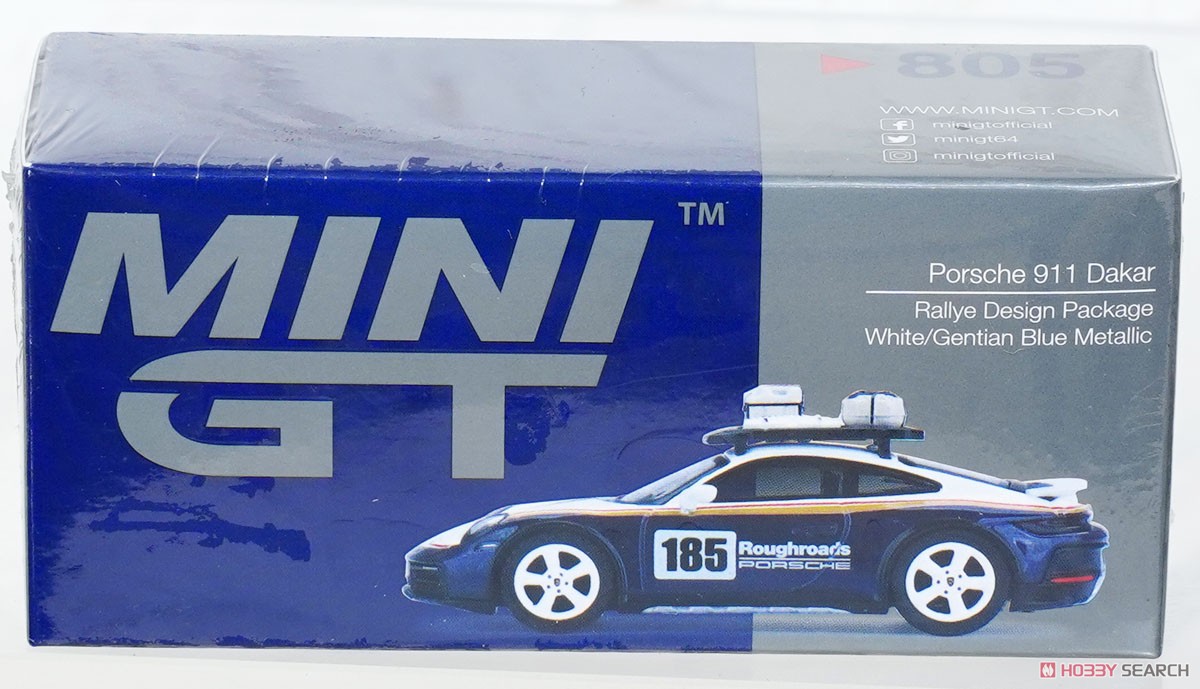 805
WWW.MINIGT.COM
minigtofficial
minigt64
minigtofficial
MINI
GT
TM
Porsche 911 Dakar
Rallye Design Package
White/Gentian Blue Metallic
185
Roughroads
PORSCHE
HOBBY SEARCH